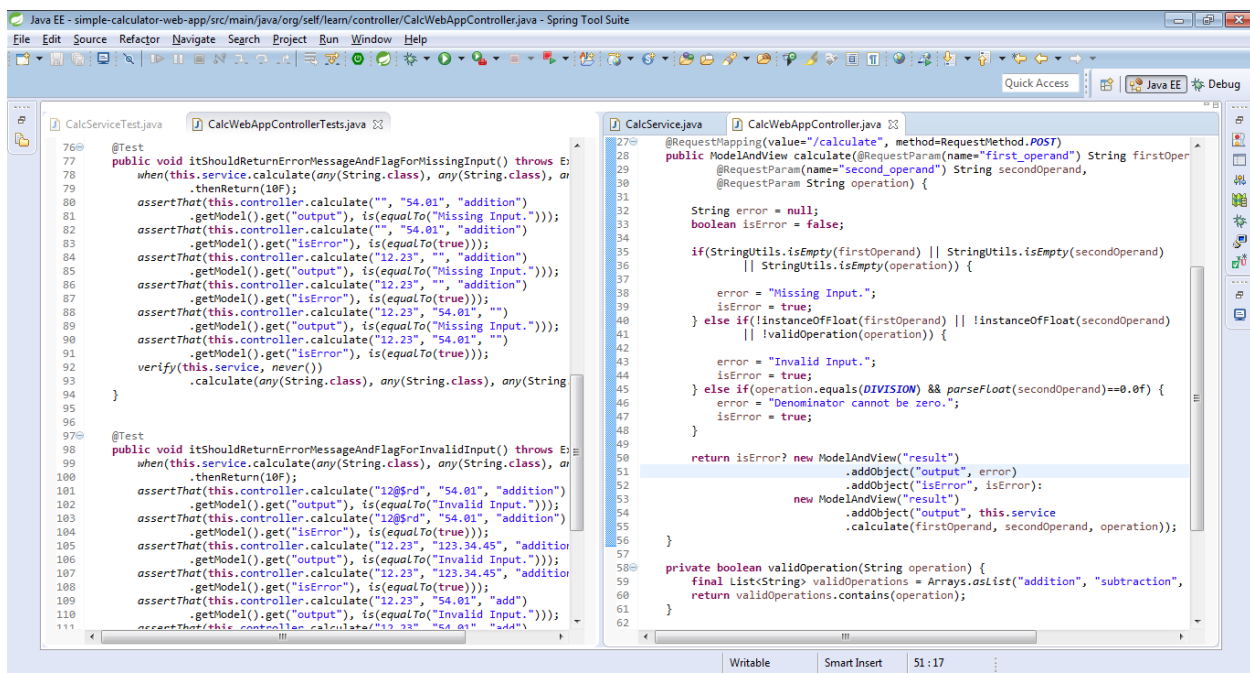 Java EE - simple-calculator-web-app/src/main/java/org/self/learn/controller/CalcWebAppController.java - Spring Tool Suite
File Edit Source Refactor Navigate Search Project Run Window Help
Quick Access Java EE Debug
CalcServiceTest.java CalcWebAppControllerTests.java
76 @Test
77 public void itShouldReturnErrorMessageAndFlagForMissingInput() throws Ex
78 when(this.service.calculate(any(String.class), any(String.class), an
79 .thenReturn(10F);
80 assertThat(this.controller.calculate("", "54.01", "addition")
81 .getModel().get("output"), is(equalTo("Missing Input.")));
82 assertThat(this.controller.calculate("", "54.01", "addition")
83 .getModel().get("isError"), is(equalTo(true)));
84 assertThat(this.controller.calculate("12.23", "", "addition")
85 .getModel().get("output"), is(equalTo("Missing Input.")));
86 assertThat(this.controller.calculate("12.23", "", "addition")
87 .getModel().get("isError"), is(equalTo(true)));
88 assertThat(this.controller.calculate("12.23", "54.01", "")
89 .getModel().get("output"), is(equalTo("Missing Input.")));
90 assertThat(this.controller.calculate("12.23", "54.01", "")
91 .getModel().get("isError"), is(equalTo(true)));
92 verify(this.service, never())
93 .calculate(any(String.class), any(String.class), any(String.
94 }
95
96
97 @Test
98 public void itShouldReturnErrorMessageAndFlagForInvalidInput() throws Ex
99 when(this.service.calculate(any(String.class), any(String.class), an
100 .thenReturn(10F);
101 assertThat(this.controller.calculate("12@$rd", "54.01", "addition")
102 .getModel().get("output"), is(equalTo("Invalid Input.")));
103 assertThat(this.controller.calculate("12@$rd", "54.01", "addition")
104 .getModel().get("isError"), is(equalTo(true)));
105 assertThat(this.controller.calculate("12.23", "123.34.45", "addition
106 .getModel().get("output"), is(equalTo("Invalid Input.")));
107 assertThat(this.controller.calculate("12.23", "123.34.45", "addition
108 .getModel().get("isError"), is(equalTo(true)));
109 assertThat(this.controller.calculate("12.23", "54.01", "add")
110 .getModel().get("output"), is(equalTo("Invalid Input.")));
111 assertThat(this.controller.calculate("12.23", "54.01", "add")
CalcService.java CalcWebAppController.java
27 @RequestMapping(value="/calculate", method=RequestMethod.POST)
28 public ModelAndView calculate(@RequestParam(name="first_operand") String firstOper
29 @RequestParam(name="second_operand") String secondOperand,
30 @RequestParam String operation) {
31
32 String error = null;
33 boolean isError = false;
34
35 if(StringUtils.isEmpty(firstOperand) || StringUtils.isEmpty(secondOperand)
36 || StringUtils.isEmpty(operation)) {
37
38 error = "Missing Input.";
39 isError = true;
40 } else if(!instanceOfFloat(firstOperand) || !instanceOfFloat(secondOperand)
41 || !validOperation(operation)) {
42
43 error = "Invalid Input.";
44 isError = true;
45 } else if(operation.equals(DIVISION) && parseFloat(secondOperand)==0.0f) {
46 error = "Denominator cannot be zero.";
47 isError = true;
48 }
49
50 return isError? new ModelAndView("result")
51 .addObject("output", error)
52 .addObject("isError", isError):
53 new ModelAndView("result")
54 .addObject("output", this.service
55 .calculate(firstOperand, secondOperand, operation));
56 }
57
58 private boolean validOperation(String operation) {
59 final List<String> validOperations = Arrays.asList("addition", "subtraction",
60 return validOperations.contains(operation);
61 }
62
Writable Smart Insert 51 : 17